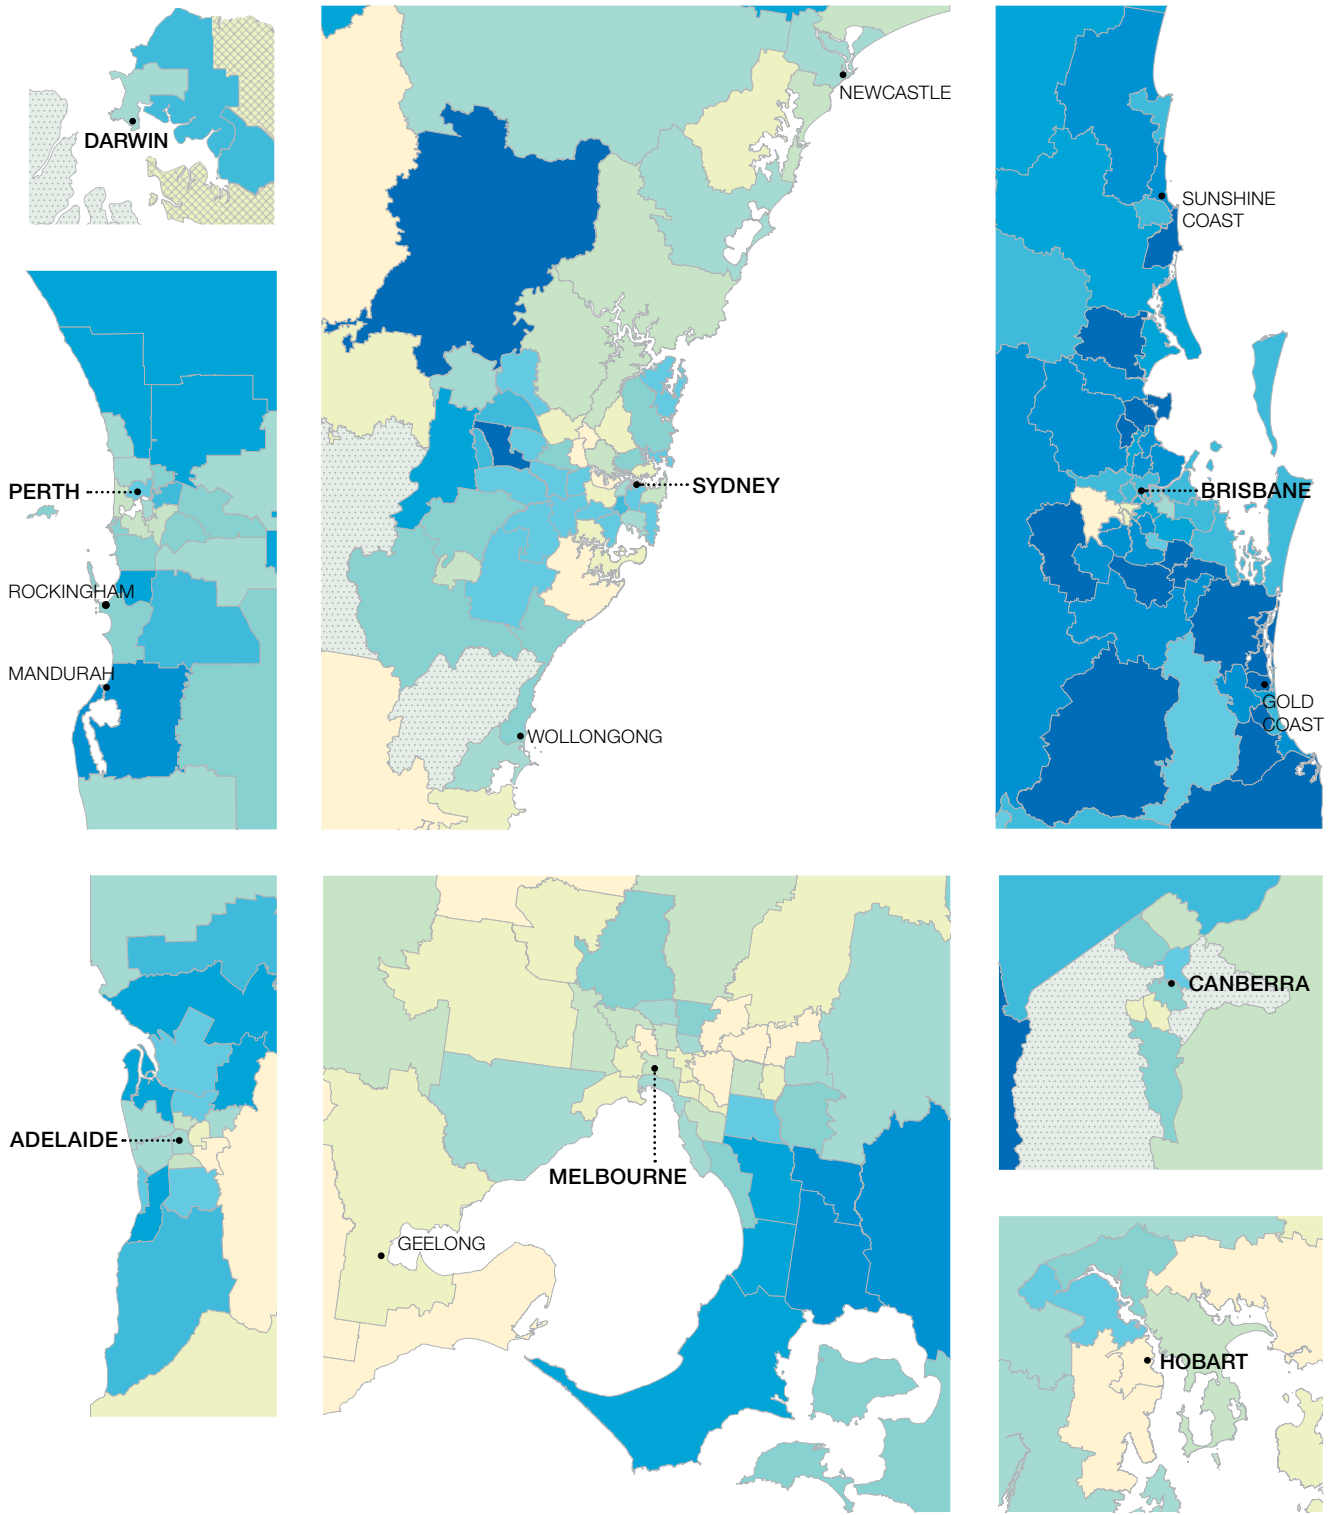 DARWIN
NEWCASTLE
SUNSHINE
COAST
PERTH
SYDNEY
BRISBANE
ROCKINGHAM
MANDURAH
GOLD
COAST
WOLLONGONG
CANBERRA
ADELAIDE
MELBOURNE
GEELONG
HOBART